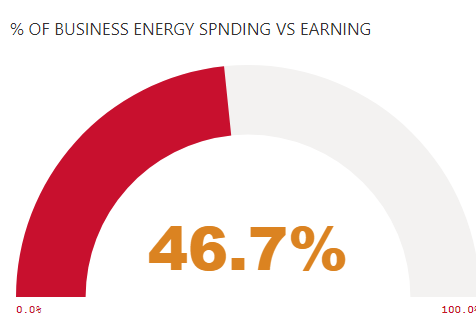 % OF BUSINESS ENERGY SPNDING VS EARNING
46.7%
0.0%
100.0%